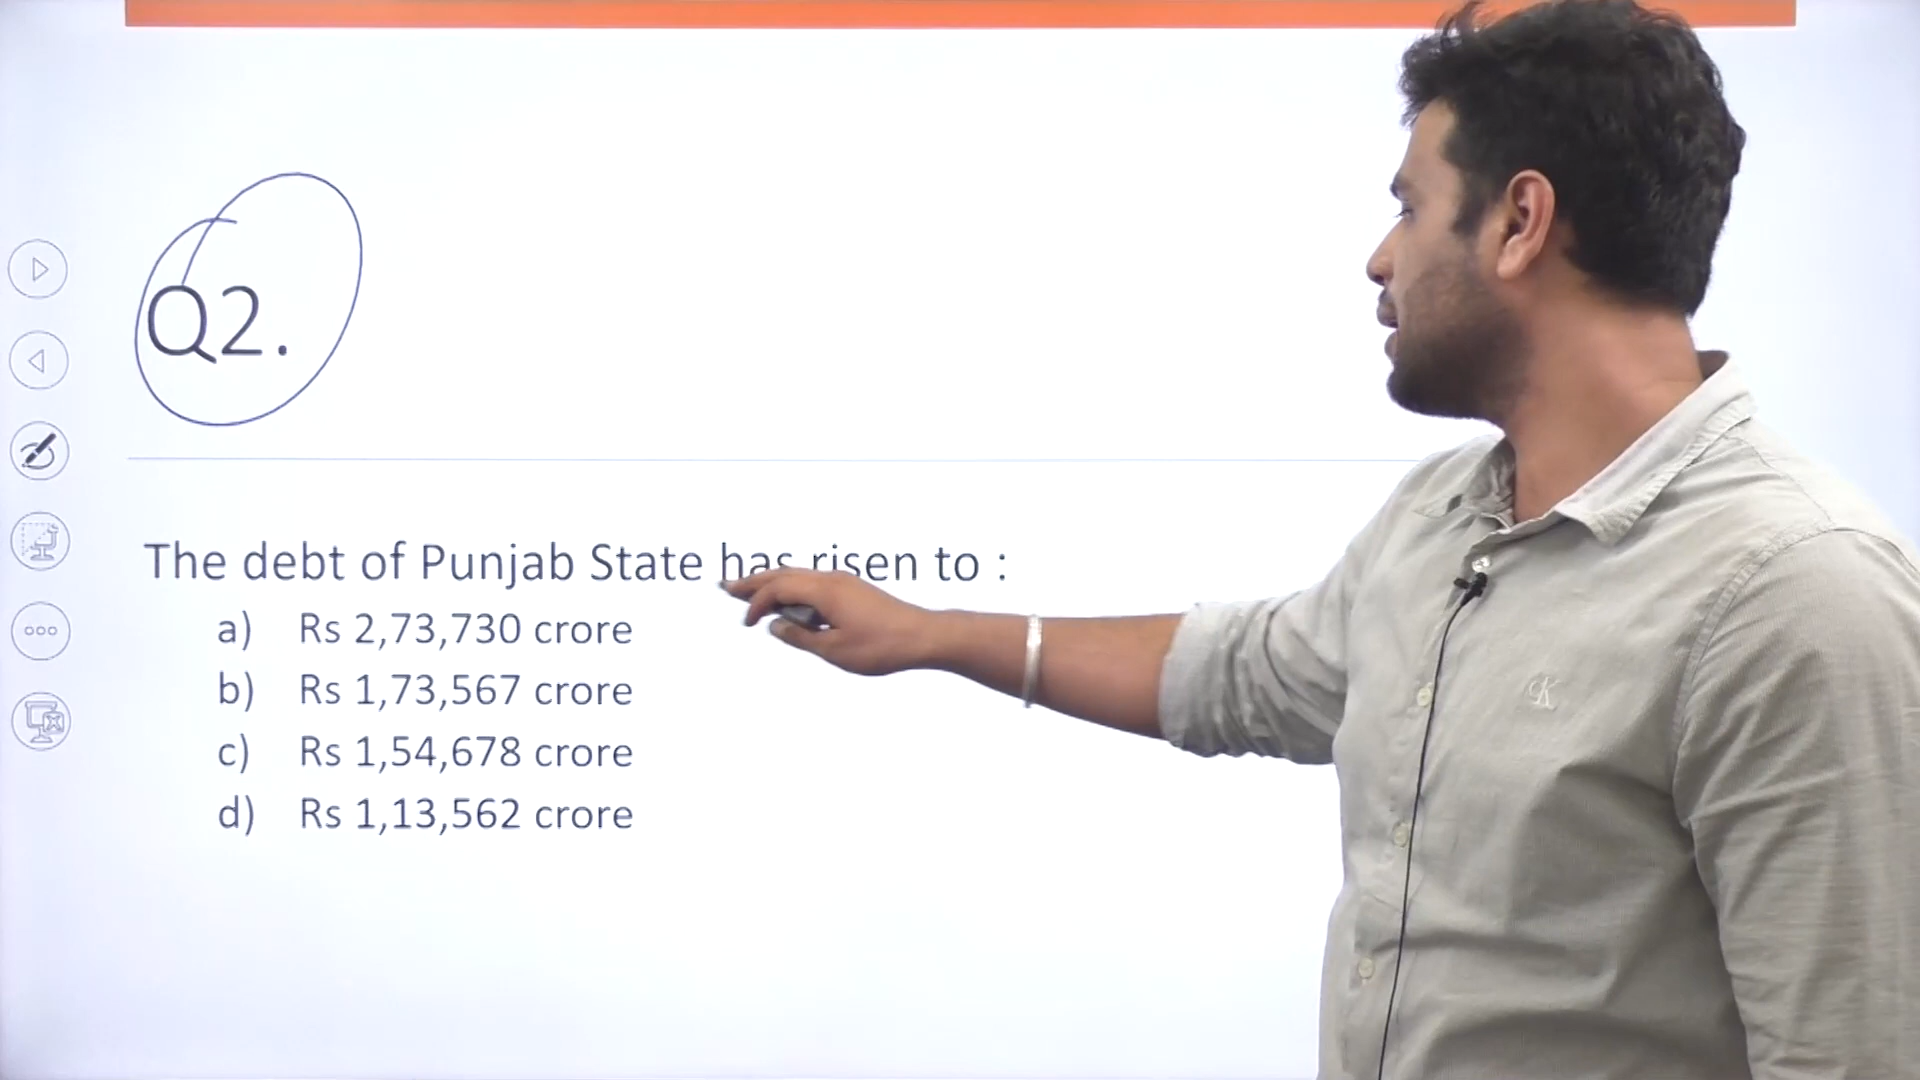 Q2.
The debt of Punjab State has risen to :
a) Rs 2,73,730 crore
b) Rs 1,73,567 crore
c) Rs 1,54,678 crore
d) Rs 1,13,562 crore
CK